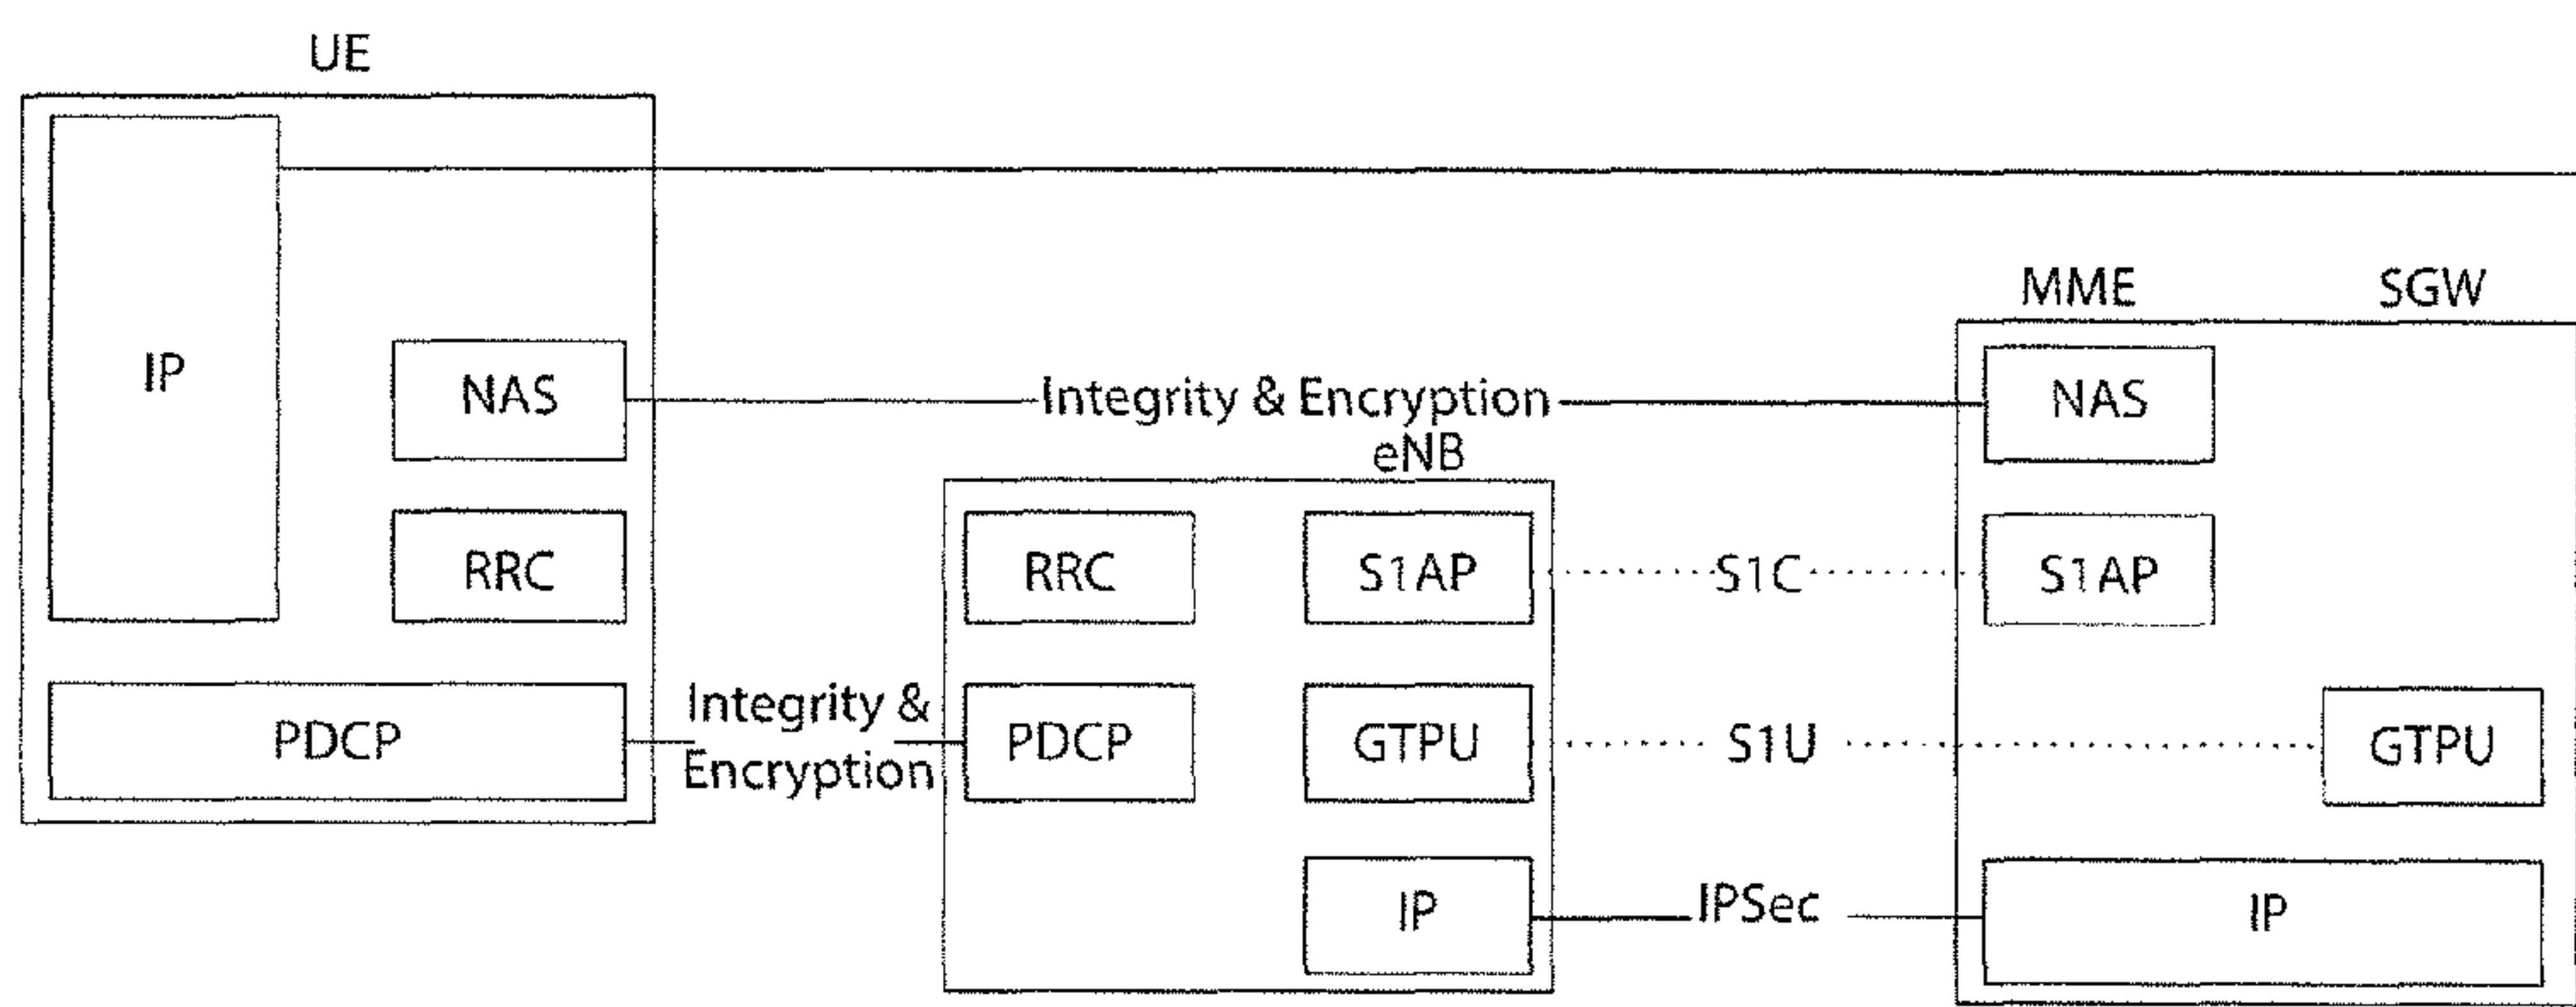 UE
MME
SGW
IP
NAS
Integrity & Encryption
NAS
eNB
RRC
RRC
S1AP
S1C
S1AP
PDCP
Integrity &
Encryption
PDCP
GTPU
S1U
GTPU
IP
IPSec
IP